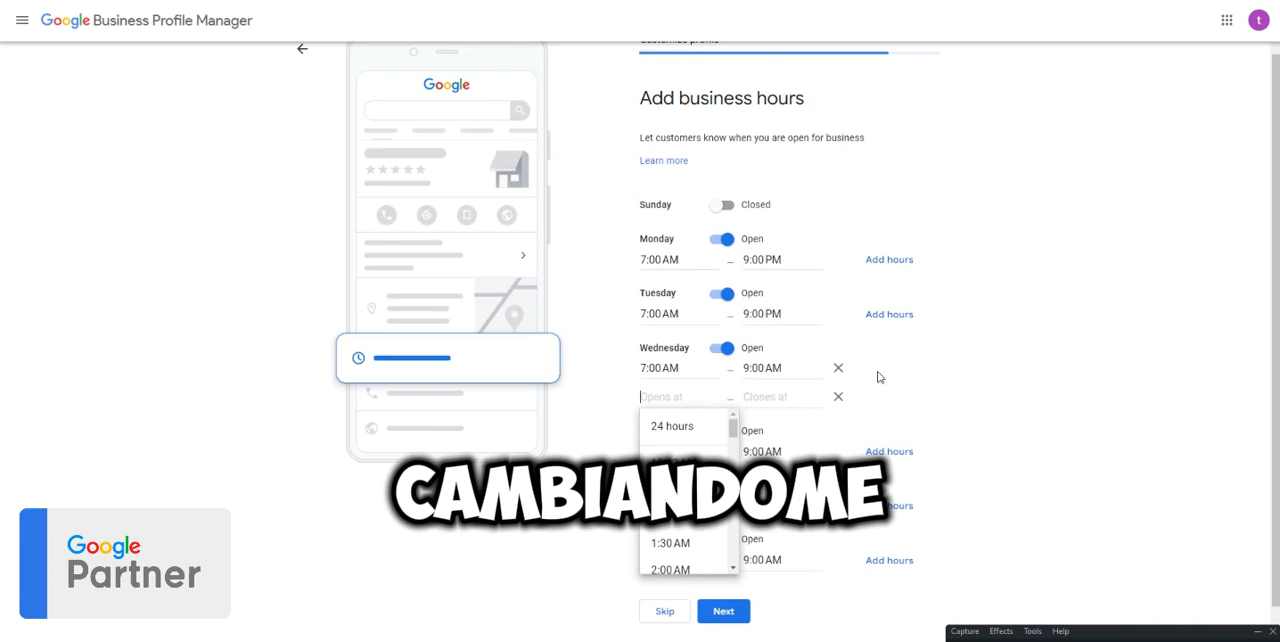 Google Business Profile Manager
t
Customize profile
Google
Add business hours
Let customers know when you are open for business
Learn more
Sunday Closed
Monday Open
7:00 AM – 9:00 PM Add hours
Tuesday Open
7:00 AM – 9:00 PM Add hours
Wednesday Open
7:00 AM – 9:00 AM
Opens at – Closes at
24 hours
Open
9:00 AM Add hours
CAMBIANDOME
hours
1:30 AM
Open
2:00 AM
9:00 AM Add hours
Google
Partner
Skip Next
Capture Effects Tools Help